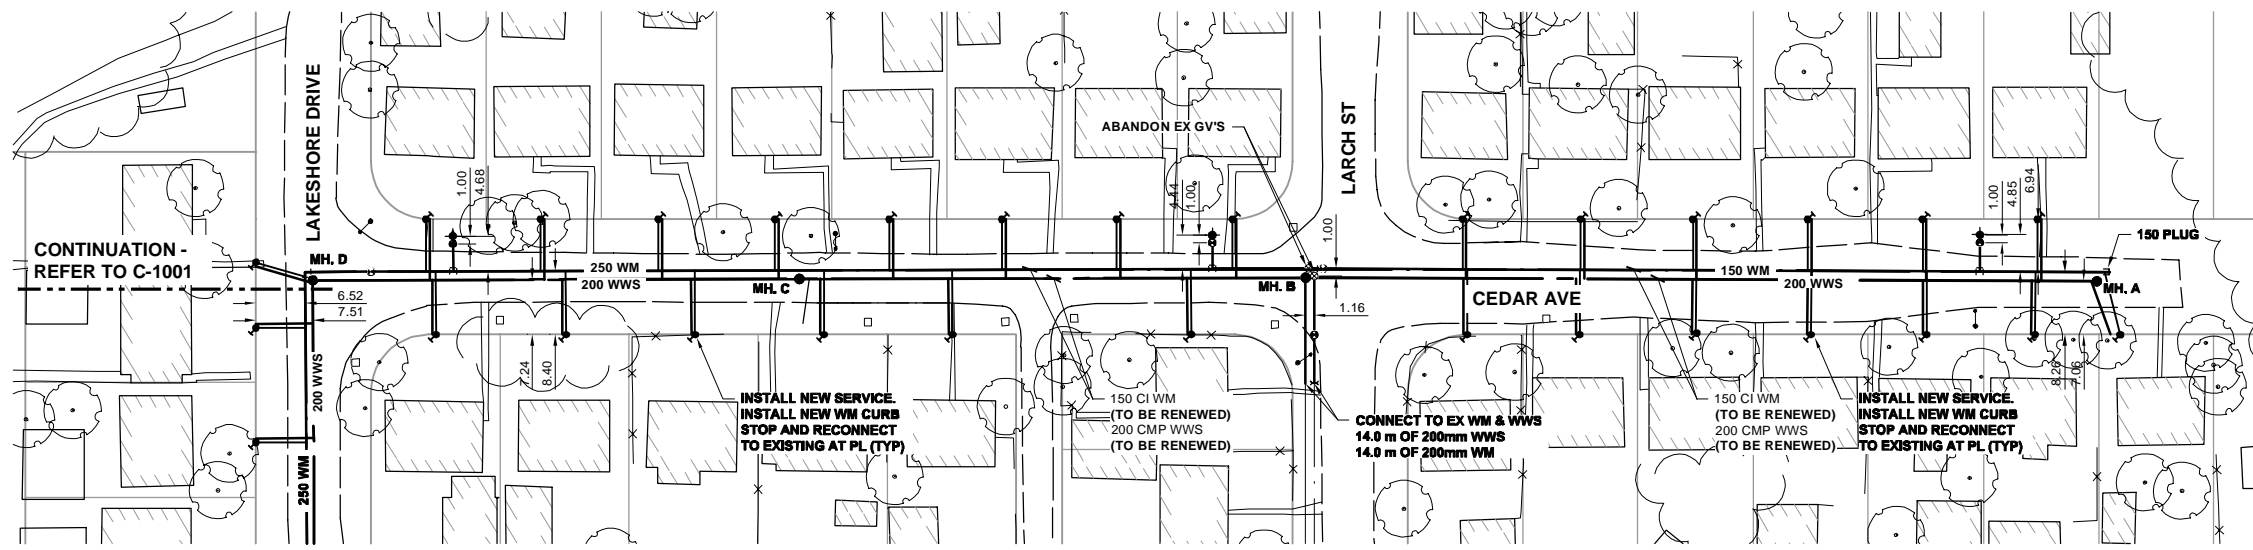 LAKESHORE DRIVE
LARCH ST
ABANDON EX GV'S
1.00
4.68
4.44
1.00
1.00
1.00
4.85
6.94
150 PLUG
CONTINUATION -
REFER TO C-1001
MH. D
250 WM
200 WWS
MH. C
MH. B
150 WM
200 WWS
MH. A
CEDAR AVE
6.52
7.51
1.16
7.24
8.40
8.26
7.06
200 WWS
250 WM
INSTALL NEW SERVICE.
INSTALL NEW WM CURB
STOP AND RECONNECT
TO EXISTING AT PL (TYP)
150 CI WM
(TO BE RENEWED)
200 CMP WWS
(TO BE RENEWED)
CONNECT TO EX WM & WWS
14.0 m OF 200mm WWS
14.0 m OF 200mm WM
150 CI WM
(TO BE RENEWED)
200 CMP WWS
(TO BE RENEWED)
INSTALL NEW SERVICE.
INSTALL NEW WM CURB
STOP AND RECONNECT
TO EXISTING AT PL (TYP)